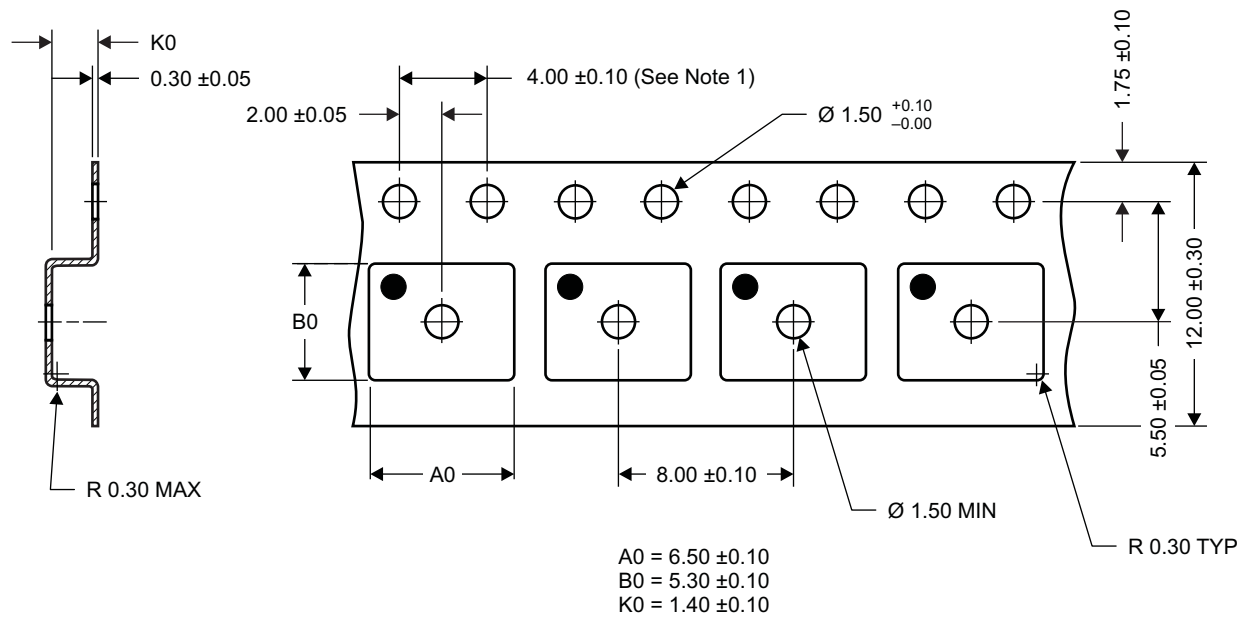 K0
0.30 ±0.05
4.00 ±0.10 (See Note 1)
2.00 ±0.05
Ø 1.50 +0.10 –0.00
1.75 ±0.10
B0
12.00 ±0.30
5.50 ±0.05
R 0.30 MAX
A0
8.00 ±0.10
Ø 1.50 MIN
R 0.30 TYP
A0 = 6.50 ±0.10
B0 = 5.30 ±0.10
K0 = 1.40 ±0.10